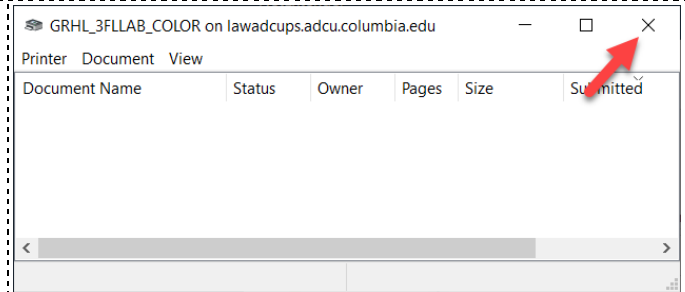 GRHL_3FLLAB_COLOR on lawadcups.adcu.columbia.edu
Printer Document View
Document Name Status Owner Pages Size Submitted